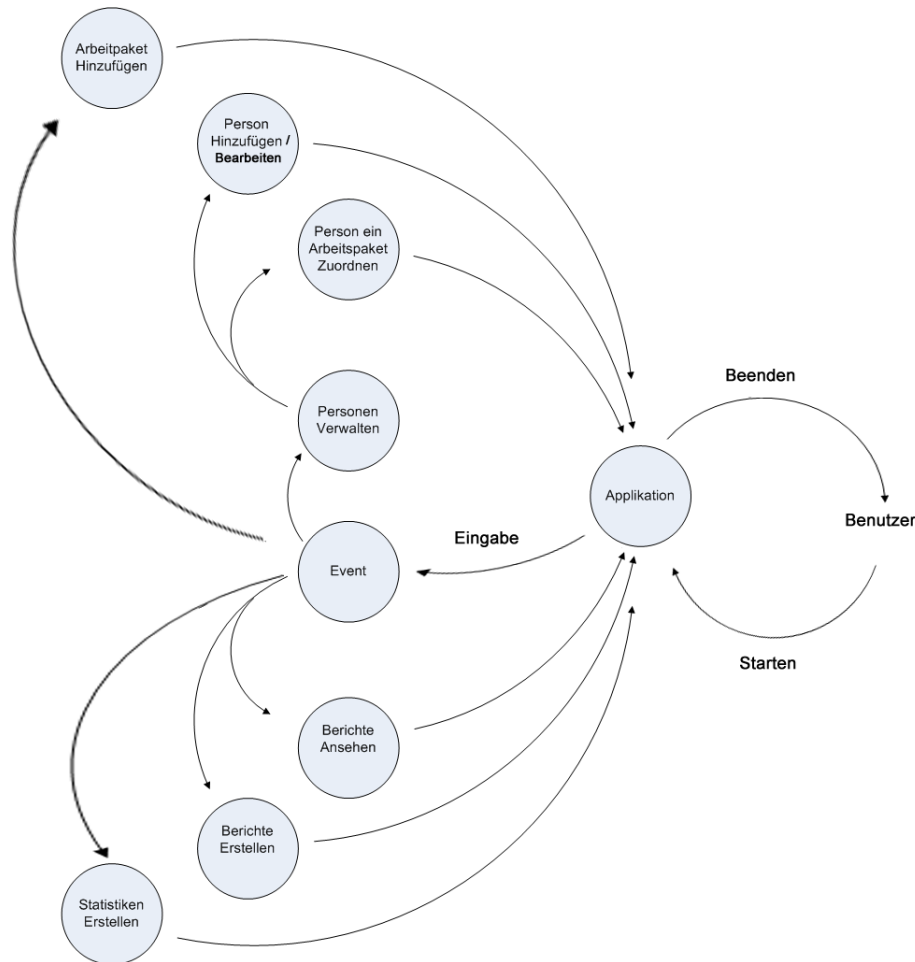 Arbeitpaket
Hinzufügen
Person
Hinzufügen /
Bearbeiten
Person ein
Arbeitspaket
Zuordnen
Beenden
Personen
Verwalten
Applikation
Benutzer
Eingabe
Event
Starten
Berichte
Ansehen
Berichte
Erstellen
Statistiken
Erstellen